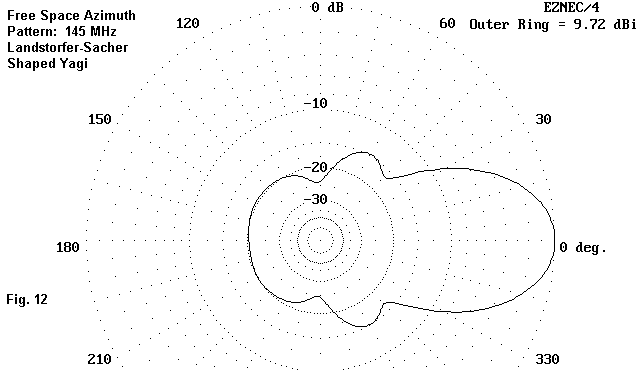 Free Space Azimuth
Pattern:  145 MHz
Landstorfer-Sacher
Shaped Yagi
0 dB
EZNEC/4
Outer Ring = 9.72 dBi
120
60
-10
150
30
-20
-30
180
0 deg.
Fig. 12
210
330